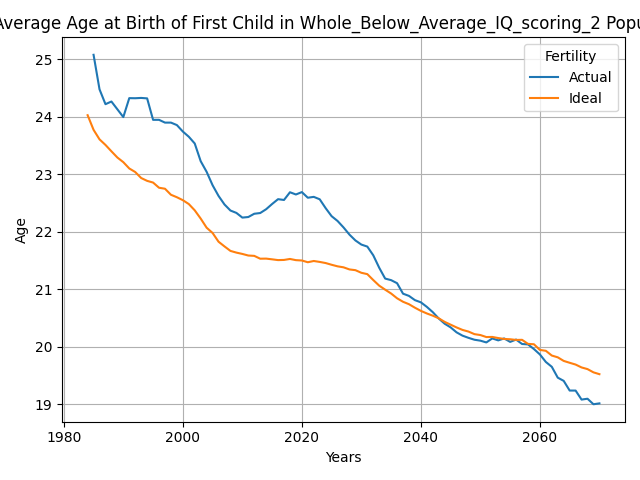 Average Age at Birth of First Child in Whole_Below_Average_IQ_scoring_2
Fertility
Actual
Ideal
Age
25
24
23
22
21
20
19
1980 2000 2020 2040 2060
Years